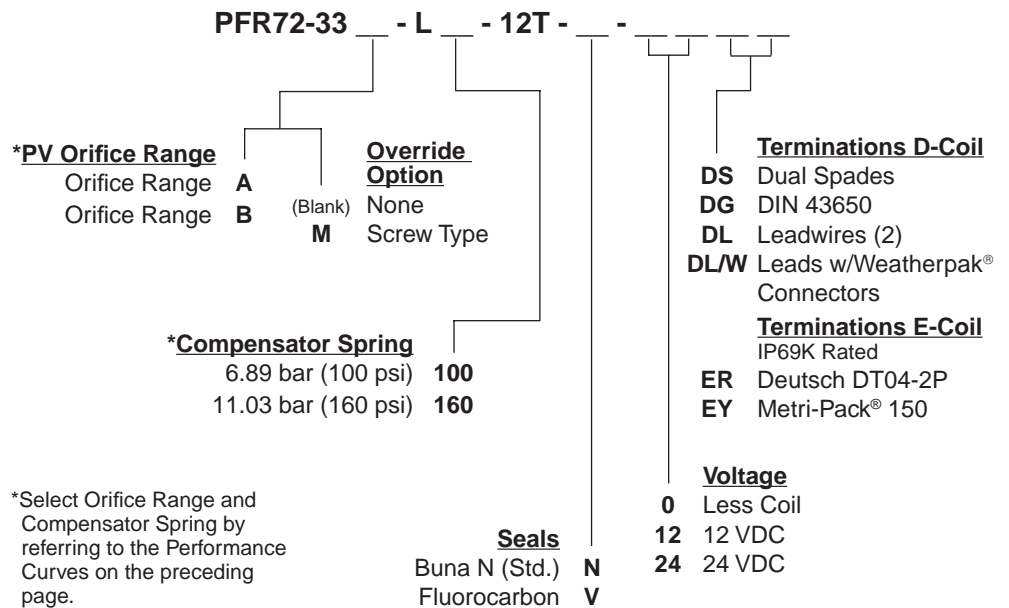 PFR72-33 __ - L __ - 12T - __ - __ __ __ __
*PV Orifice Range
Orifice Range A
Orifice Range B
Override
Option
(Blank) None
M Screw Type
*Compensator Spring
6.89 bar (100 psi) 100
11.03 bar (160 psi) 160
*Select Orifice Range and
Compensator Spring by
referring to the Performance
Curves on the preceding
page.
Seals
Buna N (Std.) N
Fluorocarbon V
Terminations D-Coil
DS Dual Spades
DG DIN 43650
DL Leadwires (2)
DL/W Leads w/Weatherpak®
Connectors
Terminations E-Coil
IP69K Rated
ER Deutsch DT04-2P
EY Metri-Pack® 150
Voltage
0 Less Coil
12 12 VDC
24 24 VDC